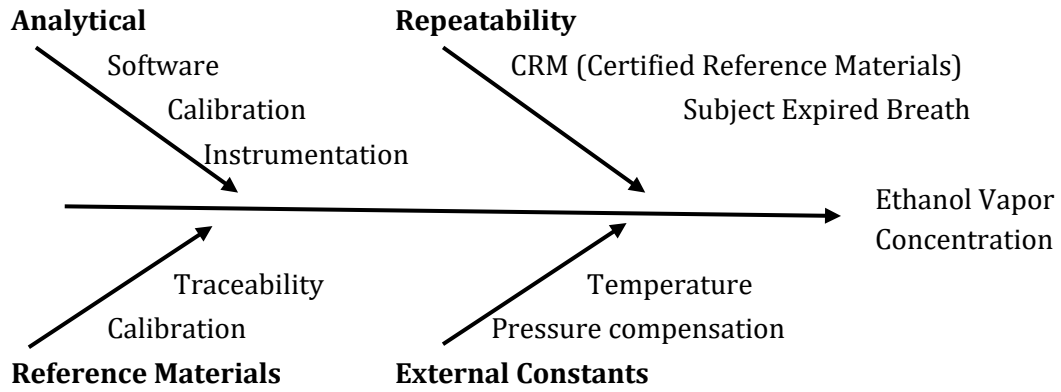 Analytical
Software
Calibration
Instrumentation
Repeatability
CRM (Certified Reference Materials)
Subject Expired Breath
Ethanol Vapor
Concentration
Traceability
Calibration
Reference Materials
Temperature
Pressure compensation
External Constants